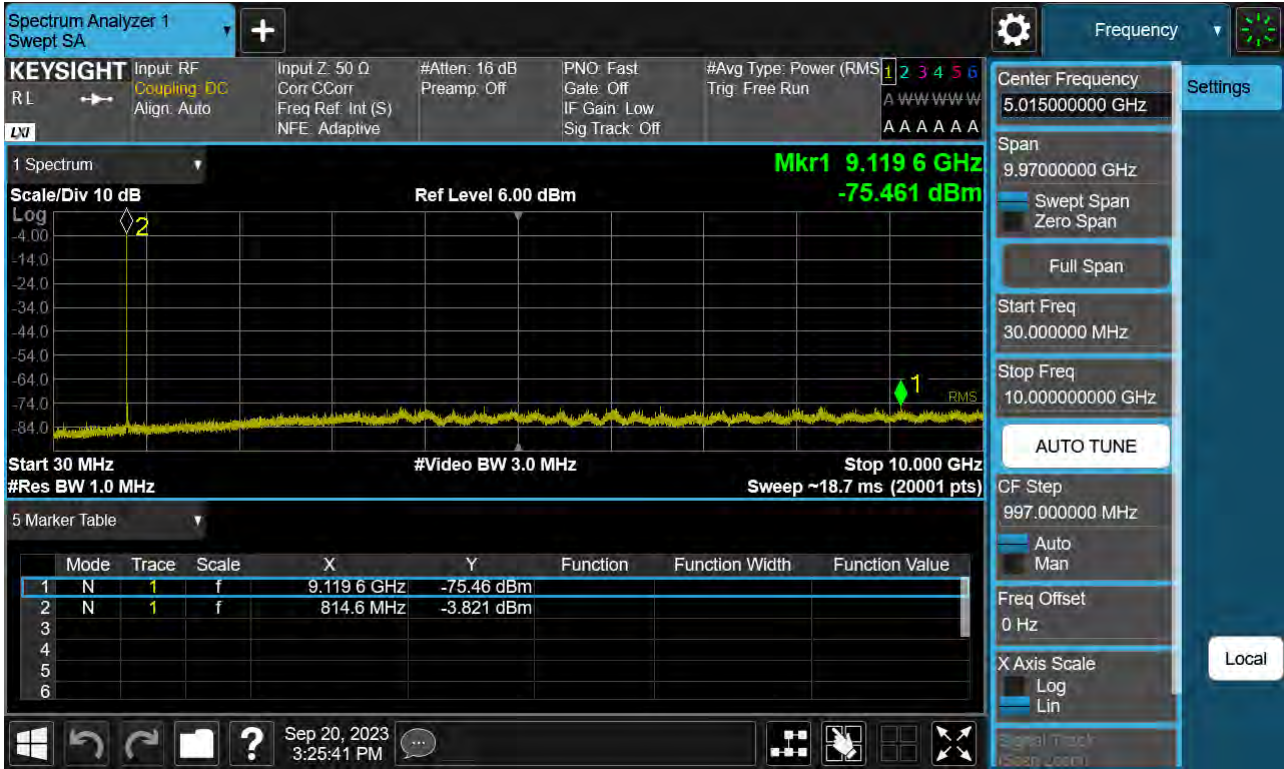 Spectrum Analyzer 1
Swept SA
Frequency
KEYSIGHT
RL
LXI
Input: RF
Coupling: DC
Align: Auto
Input Z: 50 Ω
Corr CCorr
Freq Ref: Int (S)
NFE: Adaptive
#Atten: 16 dB
Preamp: Off
PNO: Fast
Gate: Off
IF Gain: Low
Sig Track: Off
#Avg Type: Power (RMS
Trig: Free Run
1 2 3 4 5 6
A W W W W W
A A A A A A
1 Spectrum
Scale/Div 10 dB
Ref Level 6.00 dBm
Mkr1 9.119 6 GHz
-75.461 dBm
Log
-4.00
-14.0
-24.0
-34.0
-44.0
-54.0
-64.0
-74.0
-84.0
2
1
RMS
Start 30 MHz
#Video BW 3.0 MHz
Stop 10.000 GHz
#Res BW 1.0 MHz
Sweep ~18.7 ms (20001 pts)
5 Marker Table
Mode Trace Scale X Y Function Function Width Function Value
1 N 1 f 9.119 6 GHz -75.46 dBm
2 N 1 f 814.6 MHz -3.821 dBm
3
4
5
6
Center Frequency
5.015000000 GHz
Settings
Span
9.97000000 GHz
Swept Span
Zero Span
Full Span
Start Freq
30.000000 MHz
Stop Freq
10.000000000 GHz
AUTO TUNE
CF Step
997.000000 MHz
Auto
Man
Freq Offset
0 Hz
X Axis Scale
Log
Lin
Local
Signal Track
(Span Zoom)
?
Sep 20, 2023
3:25:41 PM